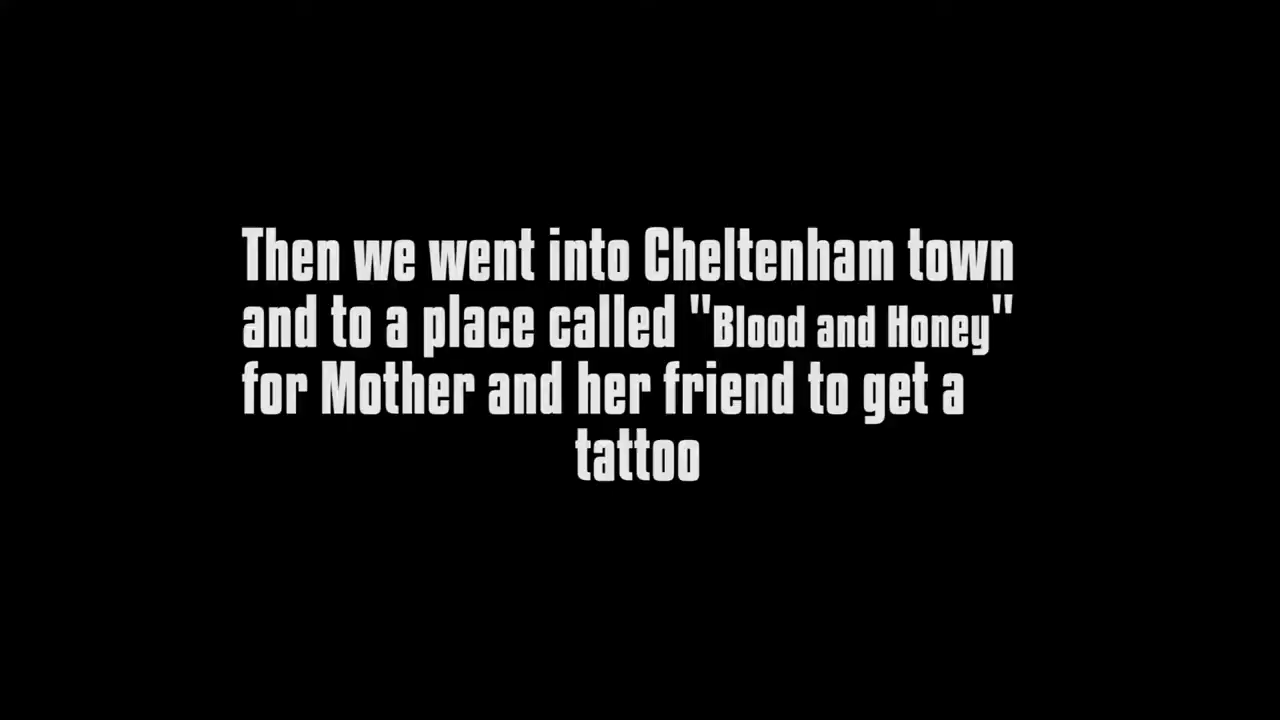 Then we went into Cheltenham town
and to a place called "Blood and Honey"
for Mother and her friend to get a
tattoo